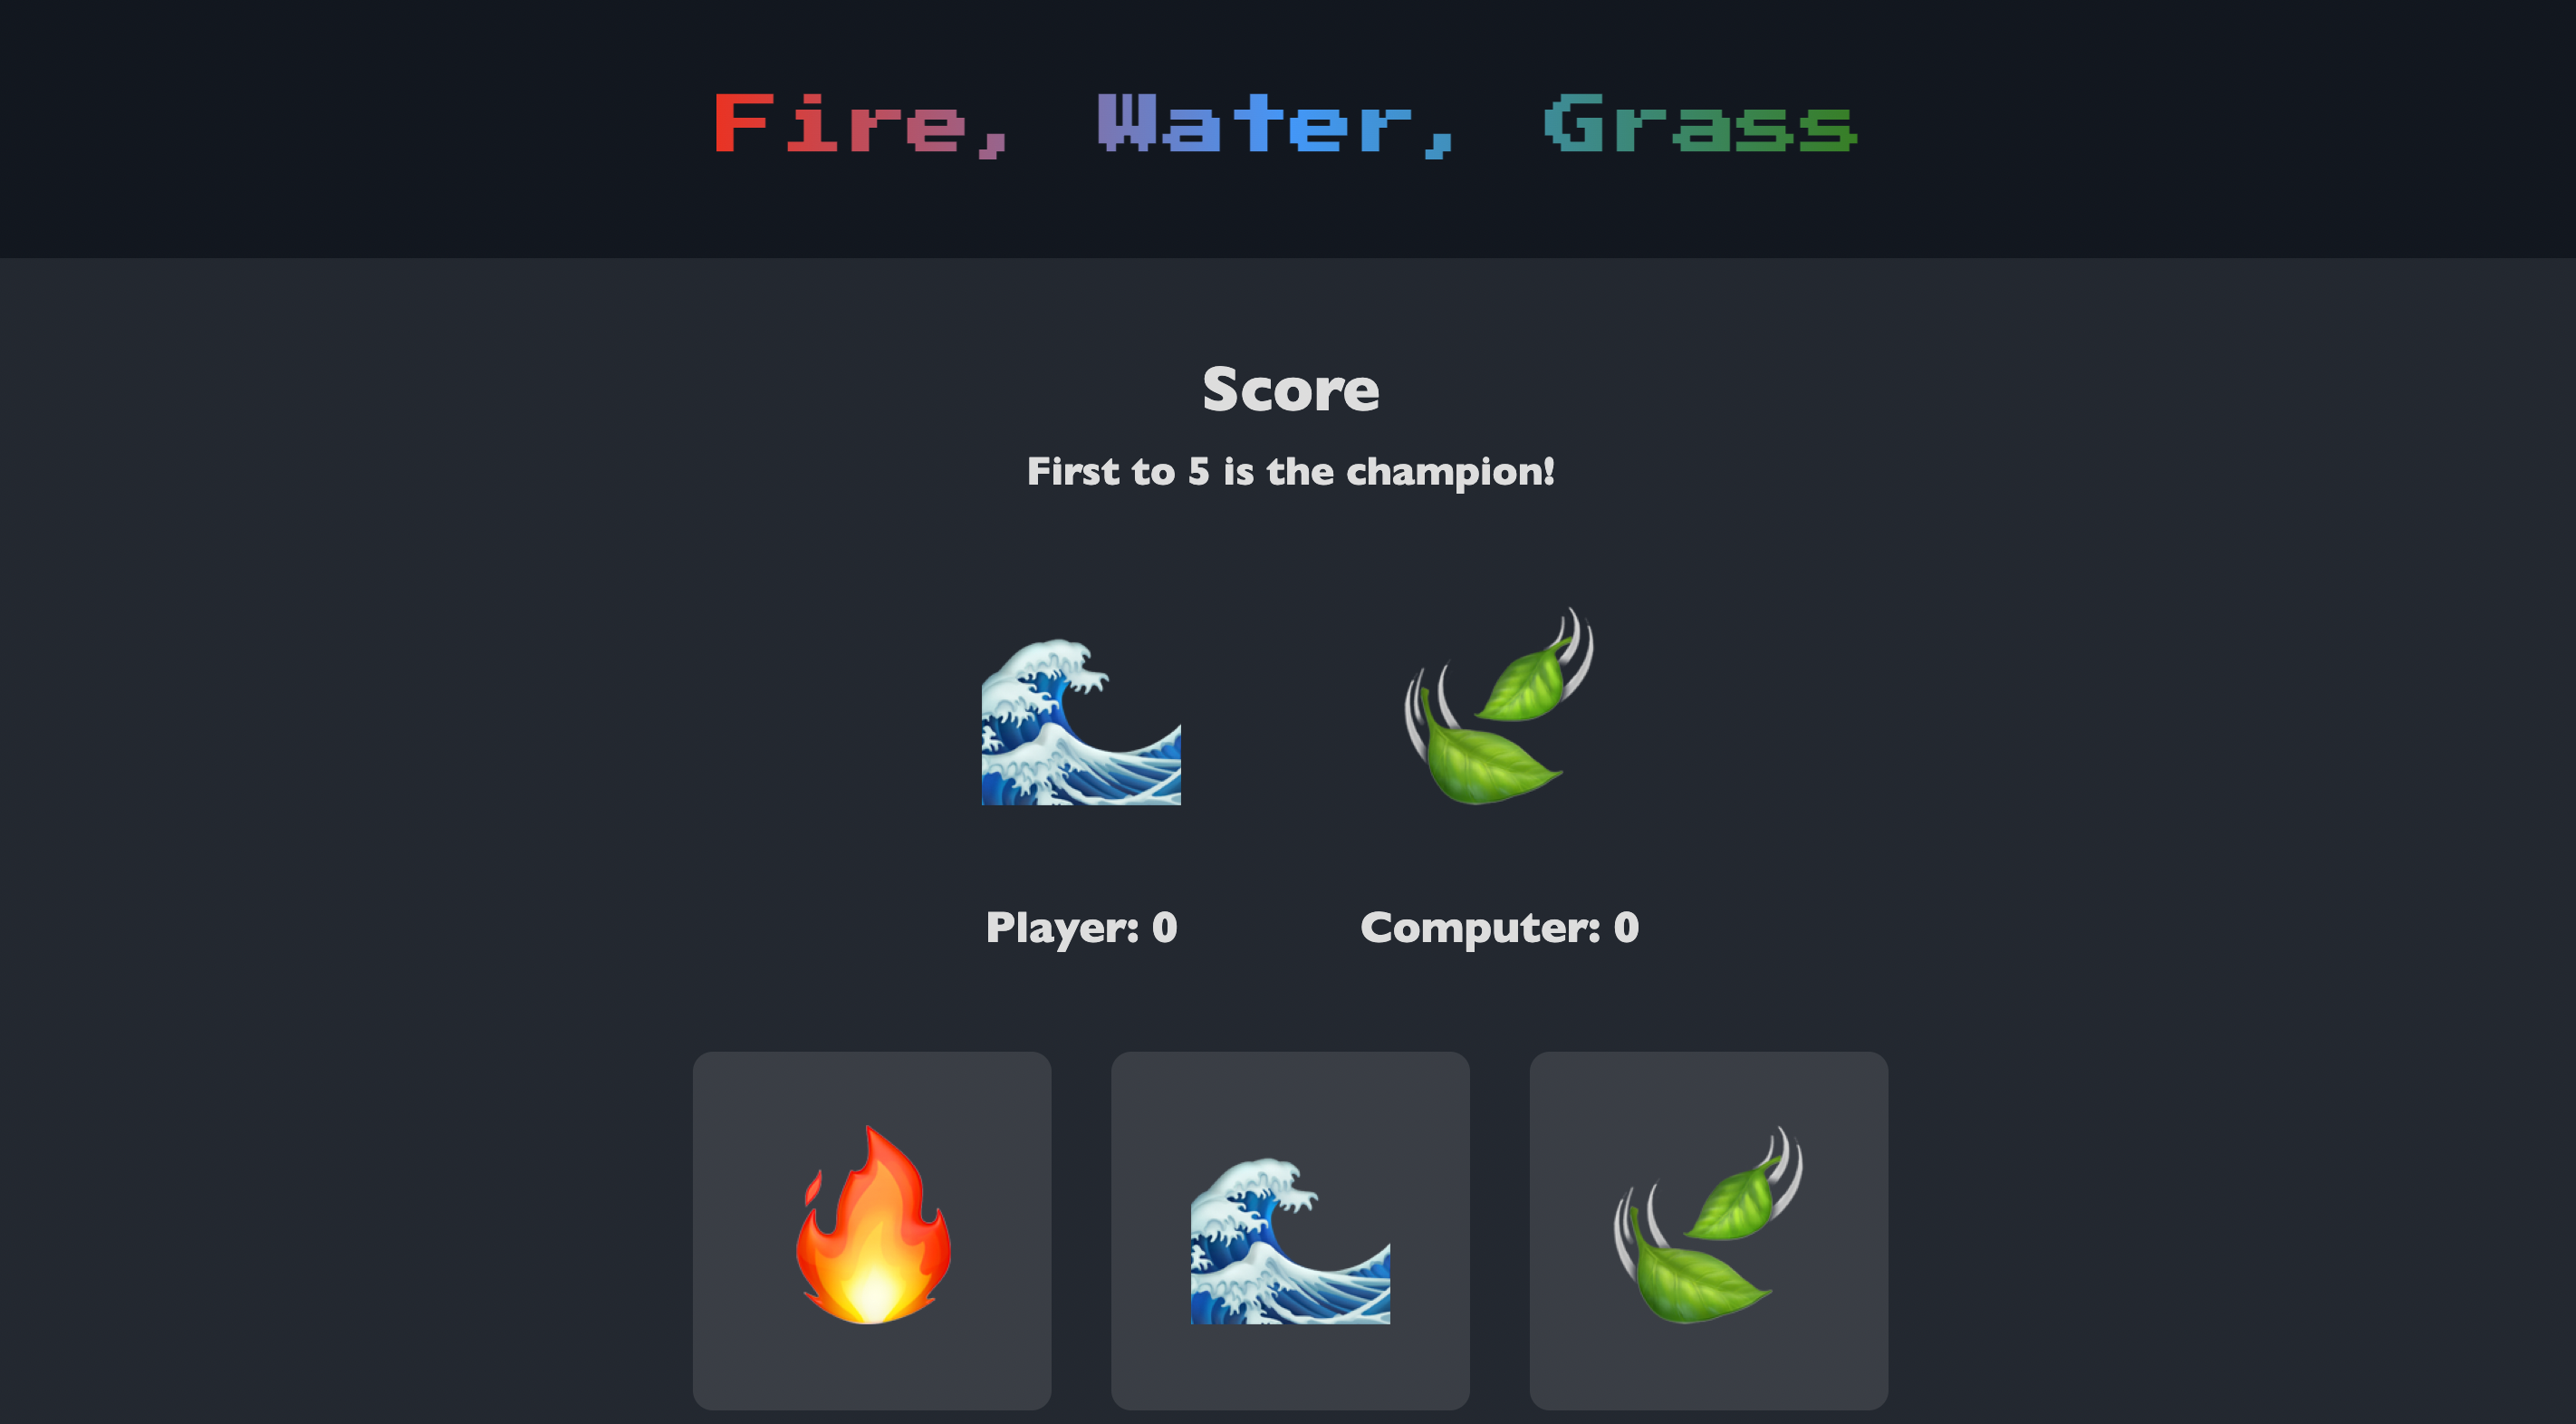 Fire, Water, Grass
Score
First to 5 is the champion!
Player: 0
Computer: 0